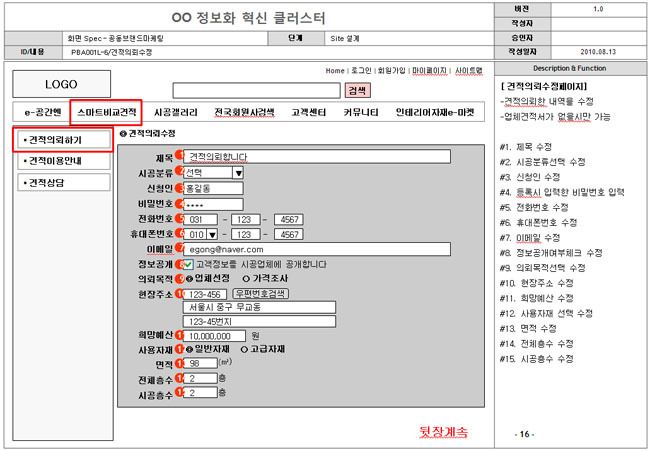 OO 정보화 혁신 클러스터
버전 1.0
작성자
화면 Spec - 공동브랜드마케팅 단계 Site 설계 승인자
ID/내용 PBA001L-6/견적의뢰수정 작성일자 2010.08.13
Description & Function
Home | 로그인 | 회원가입 | 마이페이지 | 사이트맵
LOGO
검색
e-공간핸 스마트비교견적 시공갤러리 전국회원사검색 고객센터 커뮤니티 인테리어자재e-마켓
• 견적의뢰하기
• 견적이용안내
• 견적상담
견적의뢰수정
제목 견적의뢰합니다
시공분류 선택
신청인 홍길동
비밀번호 ****
전화번호 031 - 123 - 4567
휴대폰번호 010 - 123 - 4567
이메일 egong@naver.com
정보공개 고객정보를 시공업체에 공개합니다
의뢰목적 업체선정 가격조사
현장주소 123-456 우편번호검색
서울시 중구 무교동
123-45번지
희망예산 10,000,000 원
사용자재 일반자재 고급자재
면적 98 (m²)
전체층수 2 층
시공층수 2 층
뒷장계속
[ 견적의뢰수정페이지]
-견적의뢰한 내역을 수정
-업체견적서가 없을시만 가능
#1. 제목 수정
#2. 시공분류선택 수정
#3. 신청인 수정
#4. 등록시 입력한 비밀번호 입력
#5. 전화번호 수정
#6. 휴대폰번호 수정
#7. 이메일 수정
#8. 정보공개여부체크 수정
#9. 의뢰목적선택 수정
#10. 현장주소 수정
#11. 희망예산 수정
#12. 사용자재 선택 수정
#13. 면적 수정
#14. 전체층수 수정
#15. 시공층수 수정
- 16 -